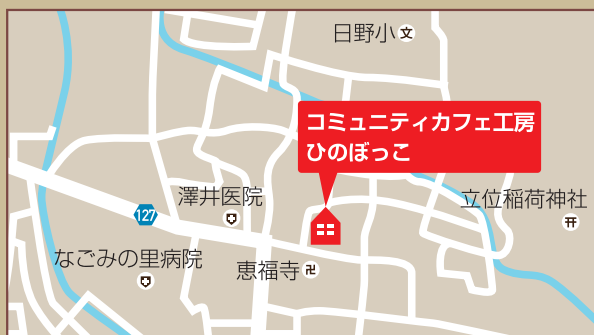 日野小
文
コミュニティカフェ工房
ひのぼっこ
澤井医院
立位稲荷神社
127
なごみの里病院
恵福寺
卍